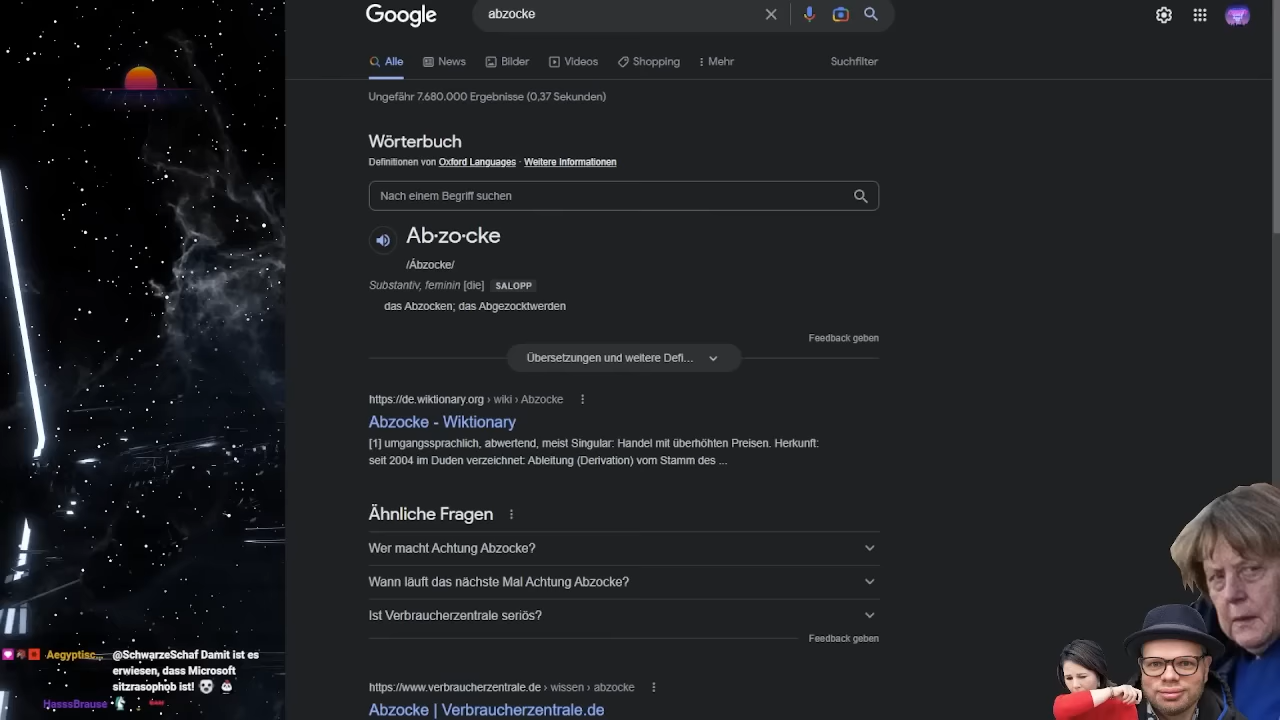 Google
abzocke
Alle
News
Bilder
Videos
Shopping
Mehr
Suchfilter
Ungefähr 7.680.000 Ergebnisse (0,37 Sekunden)
Wörterbuch
Definitionen von Oxford Languages · Weitere Informationen
Nach einem Begriff suchen
Ab·zo·cke
/Ábzocke/
Substantiv, feminin [die] SALOPP
das Abzocken; das Abgezocktwerden
Feedback geben
Übersetzungen und weitere Defi...
https://de.wiktionary.org › wiki › Abzocke
Abzocke - Wiktionary
[1] umgangssprachlich, abwertend, meist Singular: Handel mit überhöhten Preisen. Herkunft:
seit 2004 im Duden verzeichnet: Ableitung (Derivation) vom Stamm des ...
Ähnliche Fragen
Wer macht Achtung Abzocke?
Wann läuft das nächste Mal Achtung Abzocke?
Ist Verbraucherzentrale seriös?
Feedback geben
https://www.verbraucherzentrale.de › wissen › abzocke
Abzocke | Verbraucherzentrale.de
Aegyptisc... @SchwarzeSchaf Damit ist es
erwiesen, dass Microsoft
sitzrasophob ist!
HasssBrause